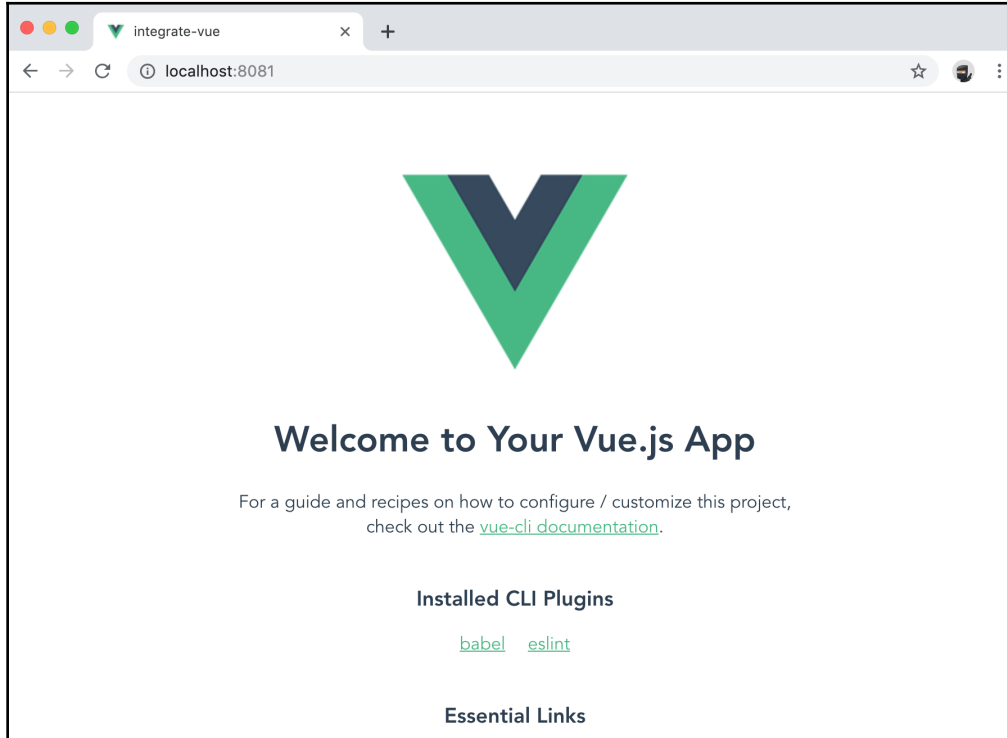 integrate-vue
localhost:8081
Welcome to Your Vue.js App
For a guide and recipes on how to configure / customize this project,
check out the vue-cli documentation.
Installed CLI Plugins
babel eslint
Essential Links